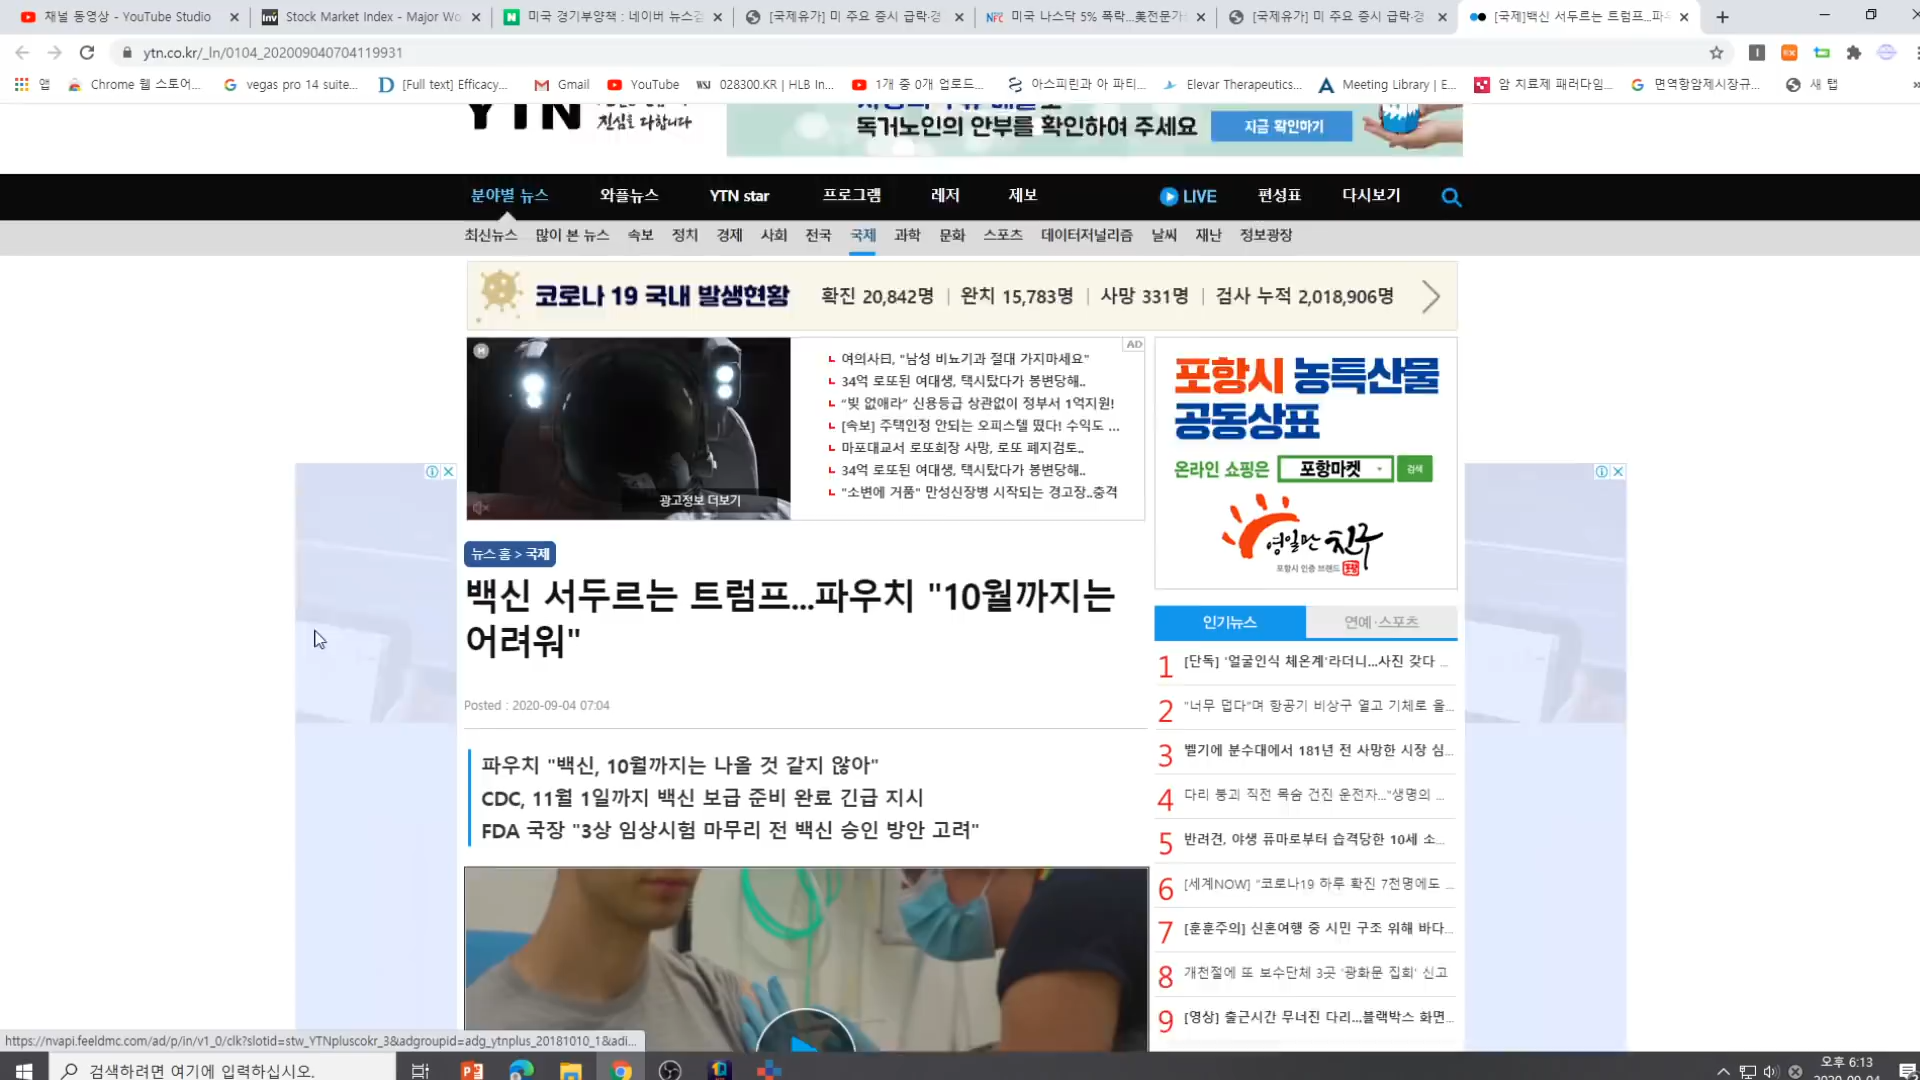 채널 동영상 - YouTube Studio
Stock Market Index - Major Wo
미국 경기부양책 : 네이버 뉴스검
[국제유가] 미 주요 증시 급락·경
미국 나스닥 5% 폭락...美전문가
[국제유가] 미 주요 증시 급락·경
[국제]백신 서두르는 트럼프...파우
ytn.co.kr/_ln/0104_202009040704119931
앱
Chrome 웹 스토어...
vegas pro 14 suite...
[Full text] Efficacy...
Gmail
YouTube
028300.KR | HLB In...
1개 중 0개 업로드...
아스피린과 아 파티...
Elevar Therapeutics...
Meeting Library | E...
암 치료제 패러다임...
면역항암제시장규...
새 탭
YTN
진심을 다합니다
독거노인의 안부를 확인하여 주세요
지금 확인하기
분야별 뉴스 와플뉴스 YTN star 프로그램 레저 제보 LIVE 편성표 다시보기
최신뉴스 많이 본 뉴스 속보 정치 경제 사회 전국 국제 과학 문화 스포츠 데이터저널리즘 날씨 재난 정보광장
코로나 19 국내 발생현황 확진 20,842명 | 완치 15,783명 | 사망 331명 | 검사 누적 2,018,906명
AD
여의사曰, "남성 비뇨기과 절대 가지마세요"
34억 로또된 여대생, 택시탔다가 봉변당해..
"빚 없애라" 신용등급 상관없이 정부서 1억지원!
[속보] 주택인정 안되는 오피스텔 떴다! 수익도 ...
마포대교서 로또회장 사망, 로또 폐지검토..
34억 로또된 여대생, 택시탔다가 봉변당해..
"소변에 거품" 만성신장병 시작되는 경고장..충격
광고정보 더보기
포항시 농특산물
공동상표
온라인 쇼핑은 포항마켓 검색
영일만 친구
포항시 인증 브랜드
뉴스 홈 > 국제
백신 서두르는 트럼프...파우치 "10월까지는
어려워"
Posted : 2020-09-04 07:04
파우치 "백신, 10월까지는 나올 것 같지 않아"
CDC, 11월 1일까지 백신 보급 준비 완료 긴급 지시
FDA 국장 "3상 임상시험 마무리 전 백신 승인 방안 고려"
인기뉴스 연예·스포츠
1 [단독] '얼굴인식 체온계'라더니...사진 갖다 ...
2 "너무 덥다"며 항공기 비상구 열고 기체로 올...
3 벨기에 분수대에서 181년 전 사망한 시장 심...
4 다리 붕괴 직전 목숨 건진 운전자..."생명의 ...
5 반려견, 야생 퓨마로부터 습격당한 10세 소...
6 [세계NOW] "코로나19 하루 확진 7천명에도 ...
7 [훈훈주의] 신혼여행 중 시민 구조 위해 바다...
8 개천절에 또 보수단체 3곳 '광화문 집회' 신고
9 [영상] 출근시간 무너진 다리...블랙박스 화면...
https://nvapi.feeldmc.com/ad/p/in/v1_0/clk?slotid=stw_YTNpluscokr_3&adgroupid=adg_ytnplus_20181010_1&adi...
검색하려면 여기에 입력하십시오.
오후 6:13
2020-09-04